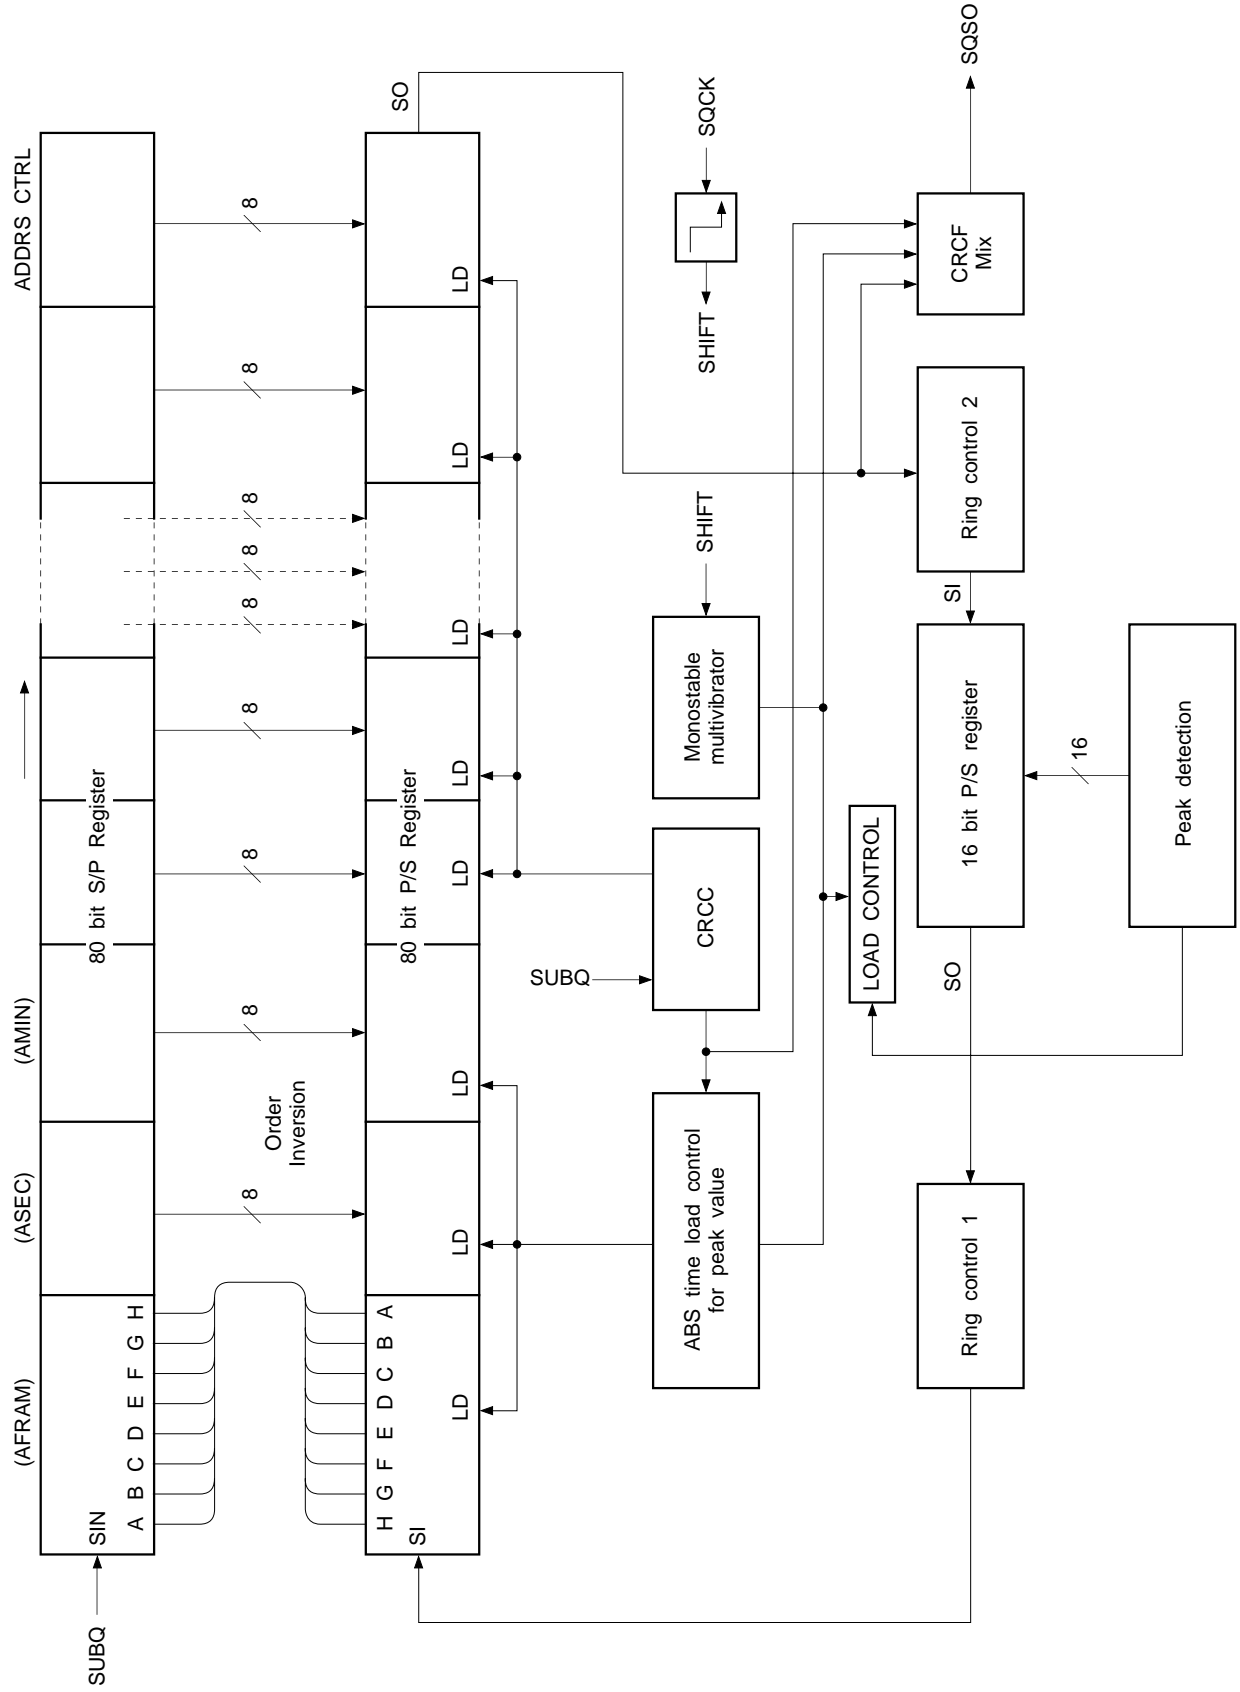 (AFRAM)
(ASEC)
(AMIN)
ADDRS CTRL
SUBQ
SIN
80 bit S/P Register
A B C D E F G H
Order
Inversion
8
8
8
8
8
8
8
8
8
H G F E D C B A
SI
80 bit P/S Register
LD
LD
LD
LD
LD
LD
LD
LD
SO
SUBQ
ABS time load control
for peak value
CRCC
Monostable
multivibrator
SHIFT
SHIFT
SQCK
LOAD CONTROL
Ring control 1
SO
16 bit P/S register
SI
Ring control 2
CRCF
Mix
SQSO
16
Peak detection